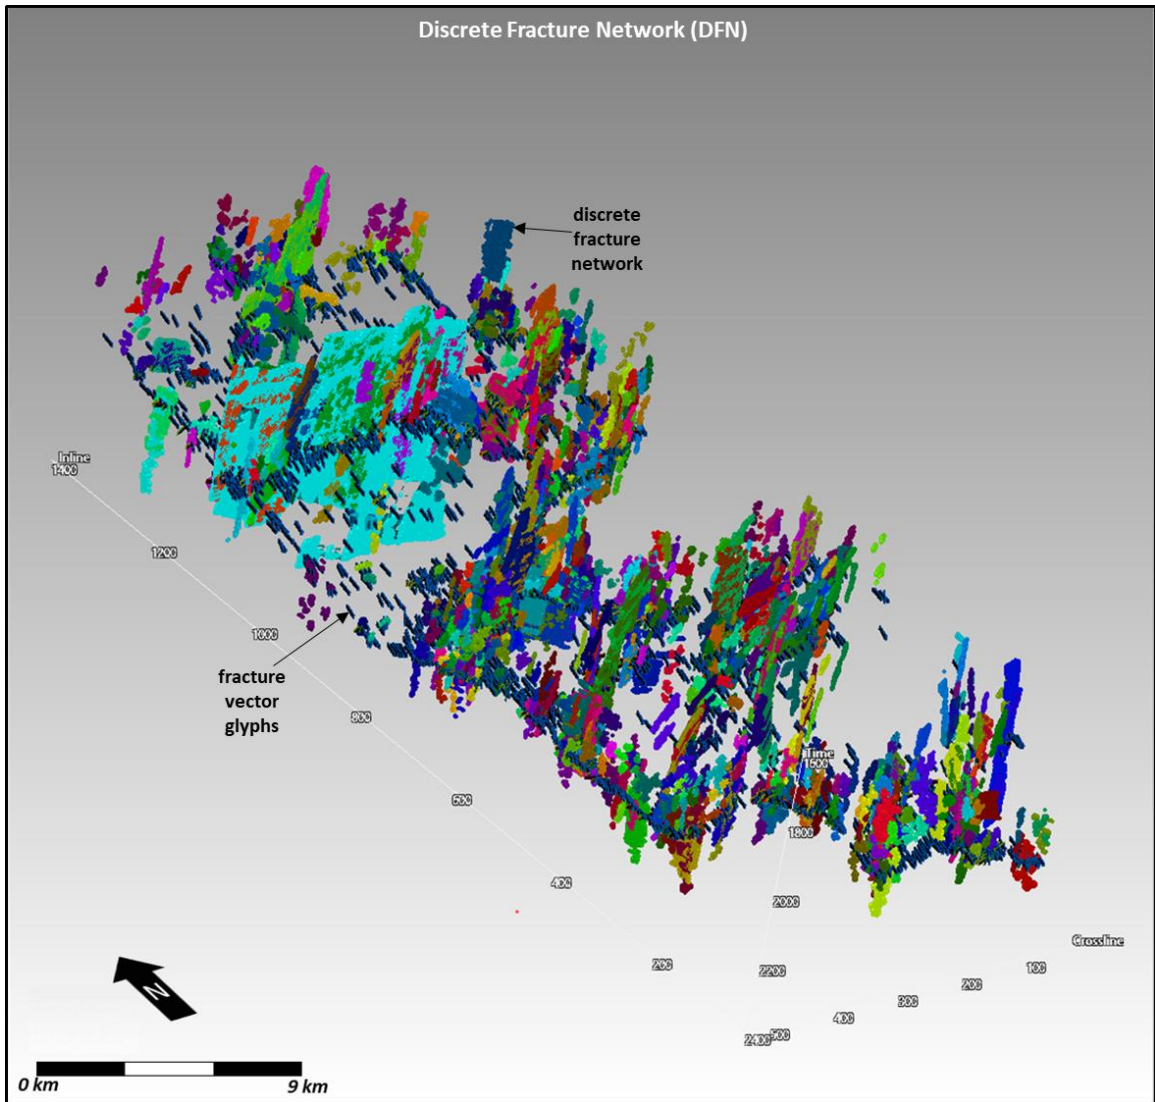 Discrete Fracture Network (DFN)
discrete
fracture
network
Inline
1400
1200
1000
fracture
vector
glyphs
800
600
Time
1600
1800
400
2000
Crossline
200
2200
100
200
300
400
500
2400
N
0 km
9 km